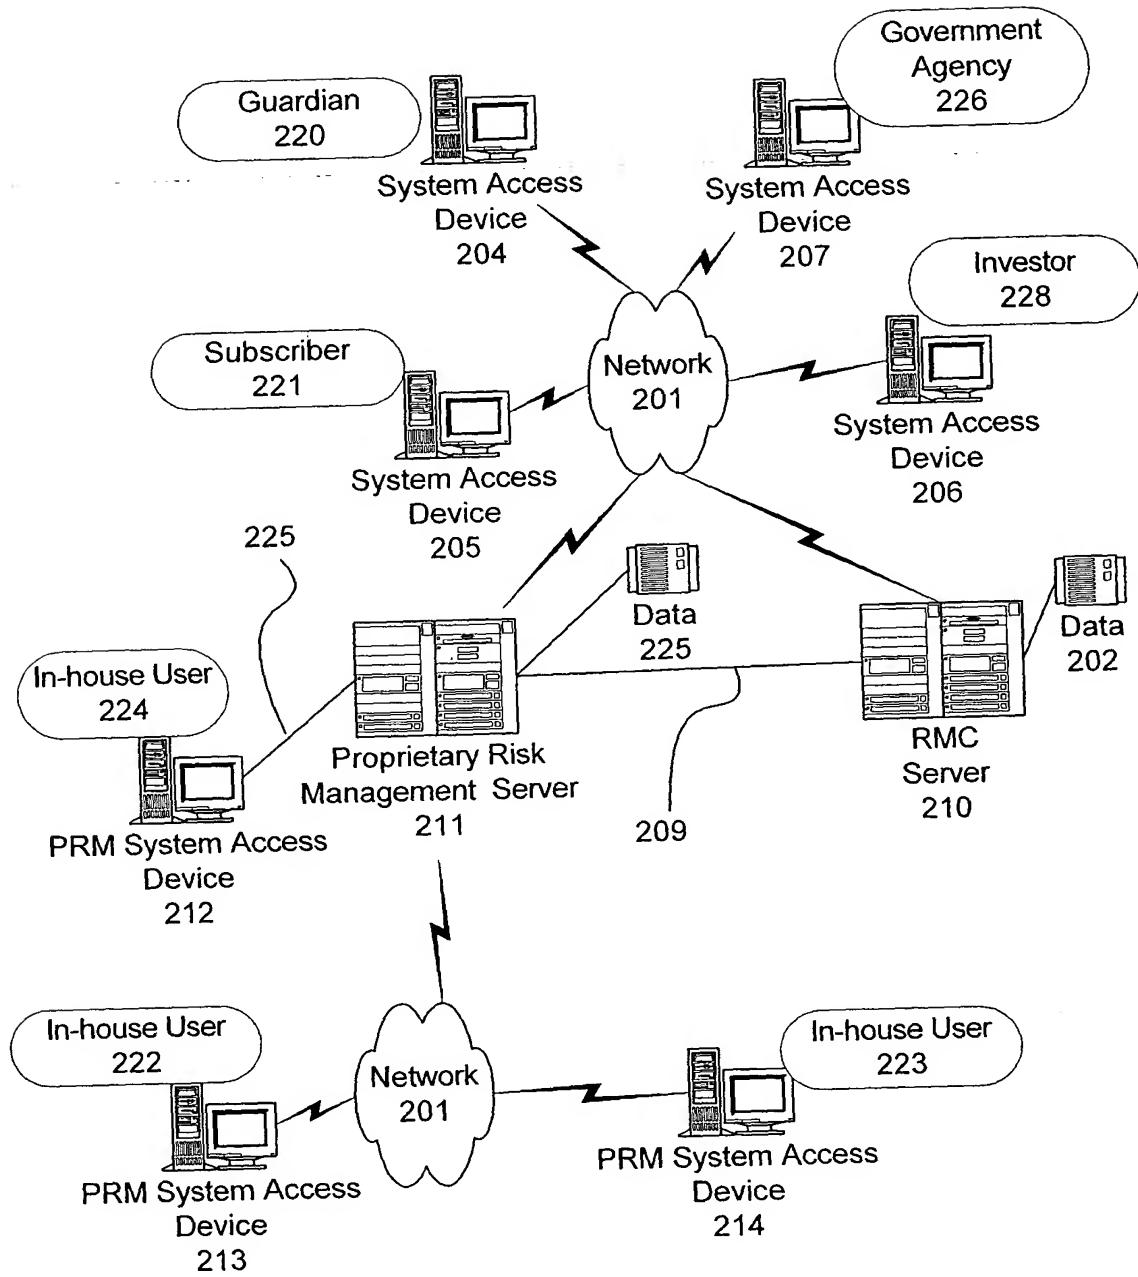 Government
Agency
226
Guardian
220
System Access
Device
204
System Access
Device
207
Investor
228
Subscriber
221
Network
201
System Access
Device
206
System Access
Device
205
225
Data
225
Data
202
In-house User
224
Proprietary Risk
Management Server
211
RMC
Server
210
209
PRM System Access
Device
212
In-house User
222
In-house User
223
Network
201
PRM System Access
Device
213
PRM System Access
Device
214